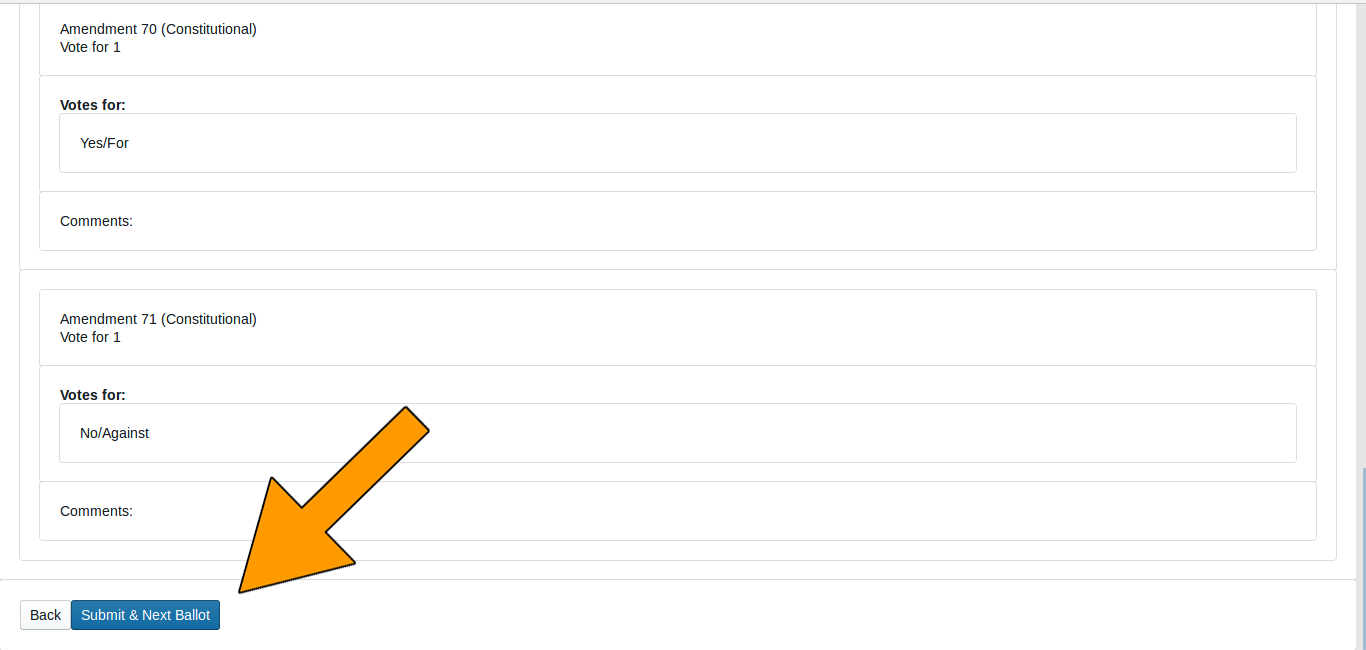 Amendment 70 (Constitutional)
Vote for 1
Votes for:
Yes/For
Comments:
Amendment 71 (Constitutional)
Vote for 1
Votes for:
No/Against
Comments:
Back
Submit & Next Ballot